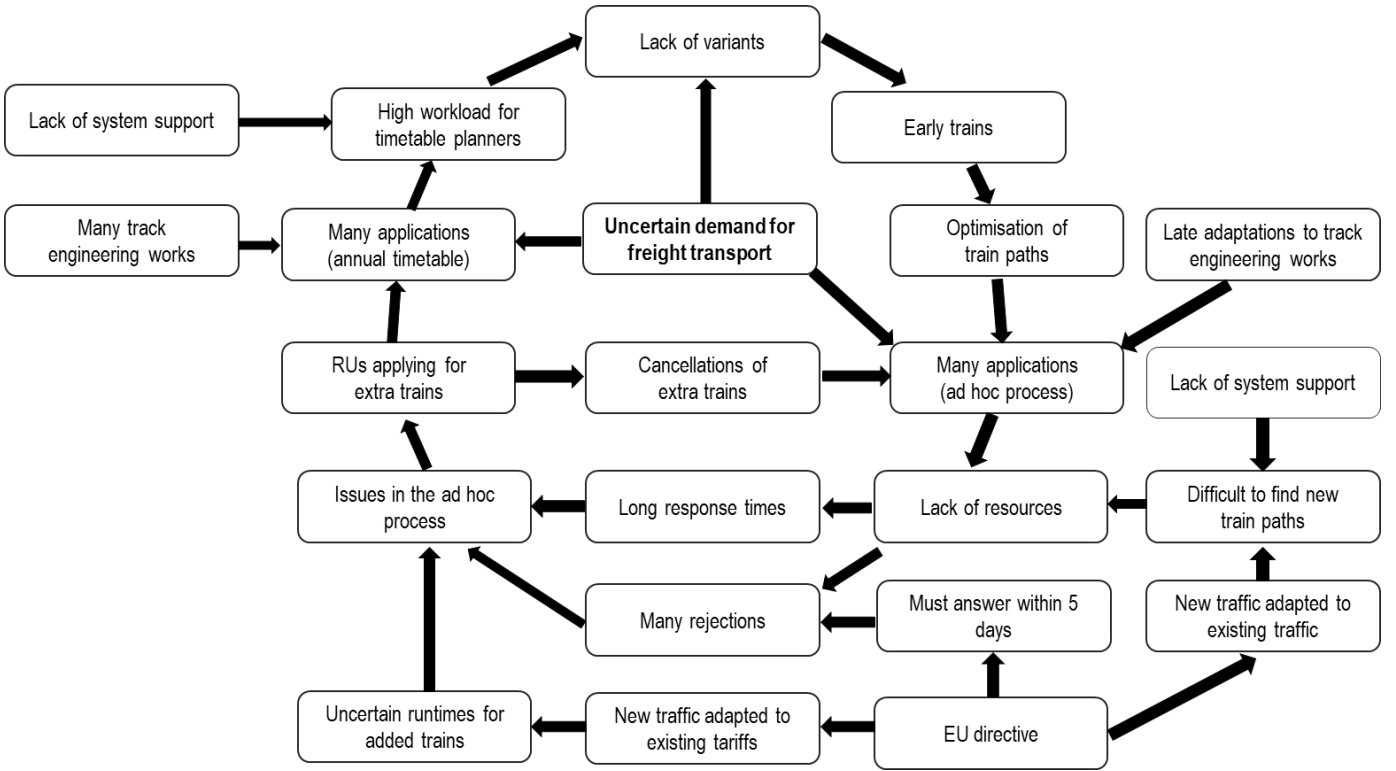 Lack of variants
Lack of system support
High workload for
timetable planners
Early trains
Many track
engineering works
Many applications
(annual timetable)
Uncertain demand for
freight transport
Optimisation of
train paths
Late adaptations to track
engineering works
RUs applying for
extra trains
Cancellations of
extra trains
Many applications
(ad hoc process)
Lack of system support
Issues in the ad hoc
process
Long response times
Lack of resources
Difficult to find new
train paths
Many rejections
Must answer within 5
days
New traffic adapted to
existing traffic
Uncertain runtimes for
added trains
New traffic adapted to
existing tariffs
EU directive